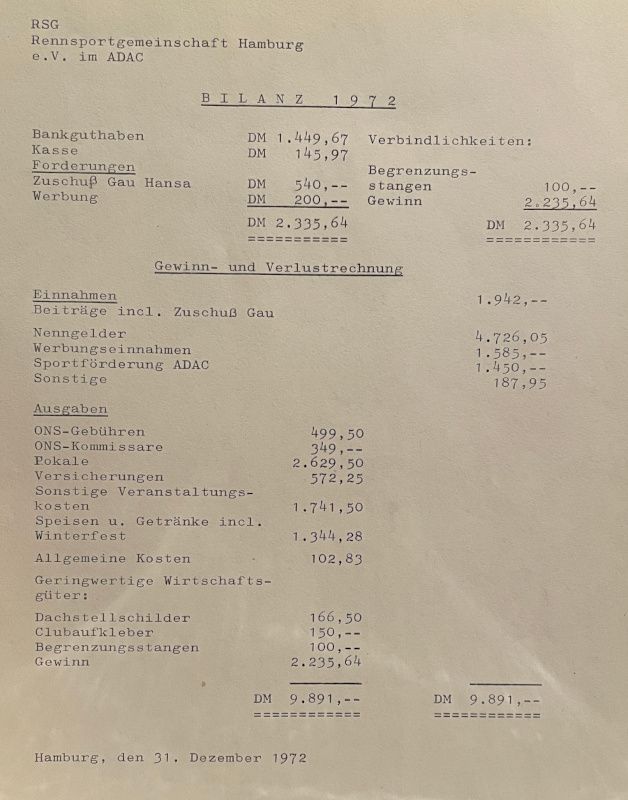 RSG
Rennsportgemeinschaft Hamburg
e.V. im ADAC
BILANZ 1972
Bankguthaben DM 1.449,67 Verbindlichkeiten:
Kasse DM 145,97
Forderungen Begrenzungs-
Zuschuß Gau Hansa DM 540,-- stangen 100,--
Werbung DM 200,-- Gewinn 2.235,64
DM 2.335,64 DM 2.335,64
=========== ============
Gewinn- und Verlustrechnung
Einnahmen 1.942,--
Beiträge incl. Zuschuß Gau
Nenngelder 4.726,05
Werbungseinnahmen 1.585,--
Sportförderung ADAC 1.450,--
Sonstige 187,95
Ausgaben
ONS-Gebühren 499,50
ONS-Kommissare 349,--
Pokale 2.629,50
Versicherungen 572,25
Sonstige Veranstaltungs-
kosten 1.741,50
Speisen u. Getränke incl.
Winterfest 1.344,28
Allgemeine Kosten 102,83
Geringwertige Wirtschafts-
güter:
Dachstellschilder 166,50
Clubaufkleber 150,--
Begrenzungsstangen 100,--
Gewinn 2.235,64
DM 9.891,-- DM 9.891,--
============ ============
Hamburg, den 31. Dezember 1972